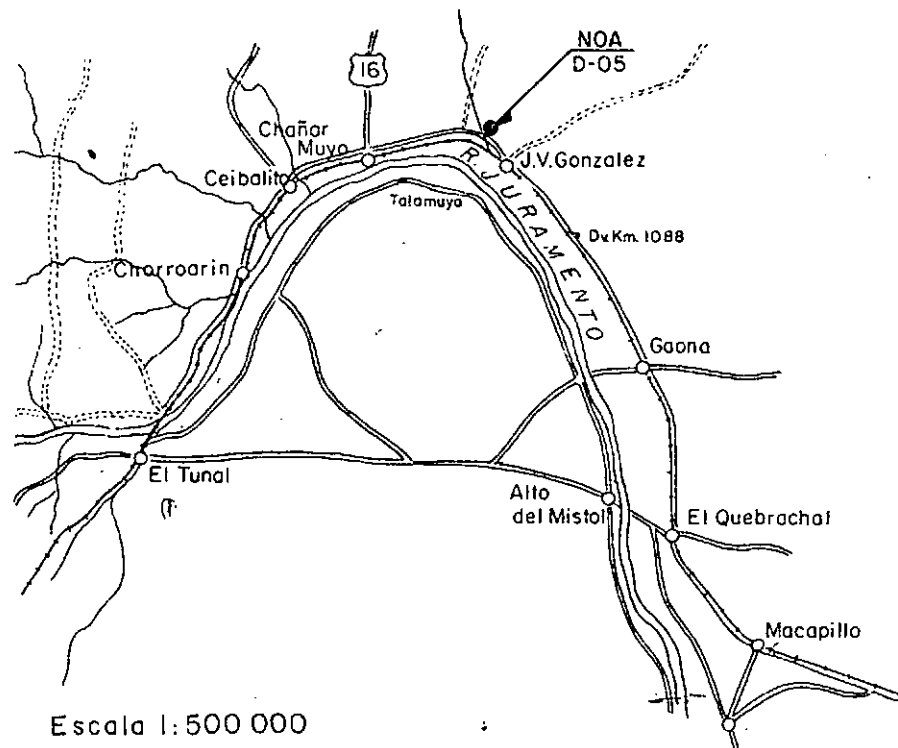 NOA
D-05
16
Chañar
Muyo
J.V. Gonzalez
Ceibalito
R. JURAMENTO
Talamuyo
Dv. Km. 1088
Chorroarin
Gaona
El Tunal
Alto
del Mistol
El Quebrachal
Macapillo
Escala 1:500 000